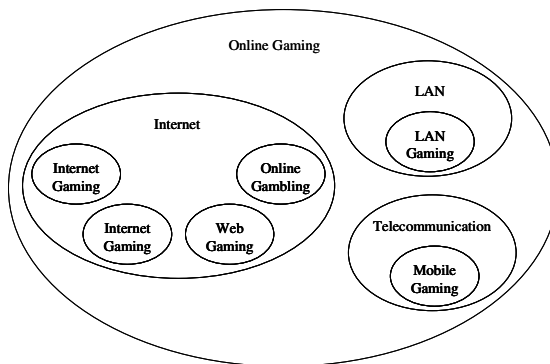 Online Gaming
LAN
LAN
Gaming
Internet
Internet
Gaming
Online
Gambling
Internet
Gaming
Web
Gaming
Telecommunication
Mobile
Gaming